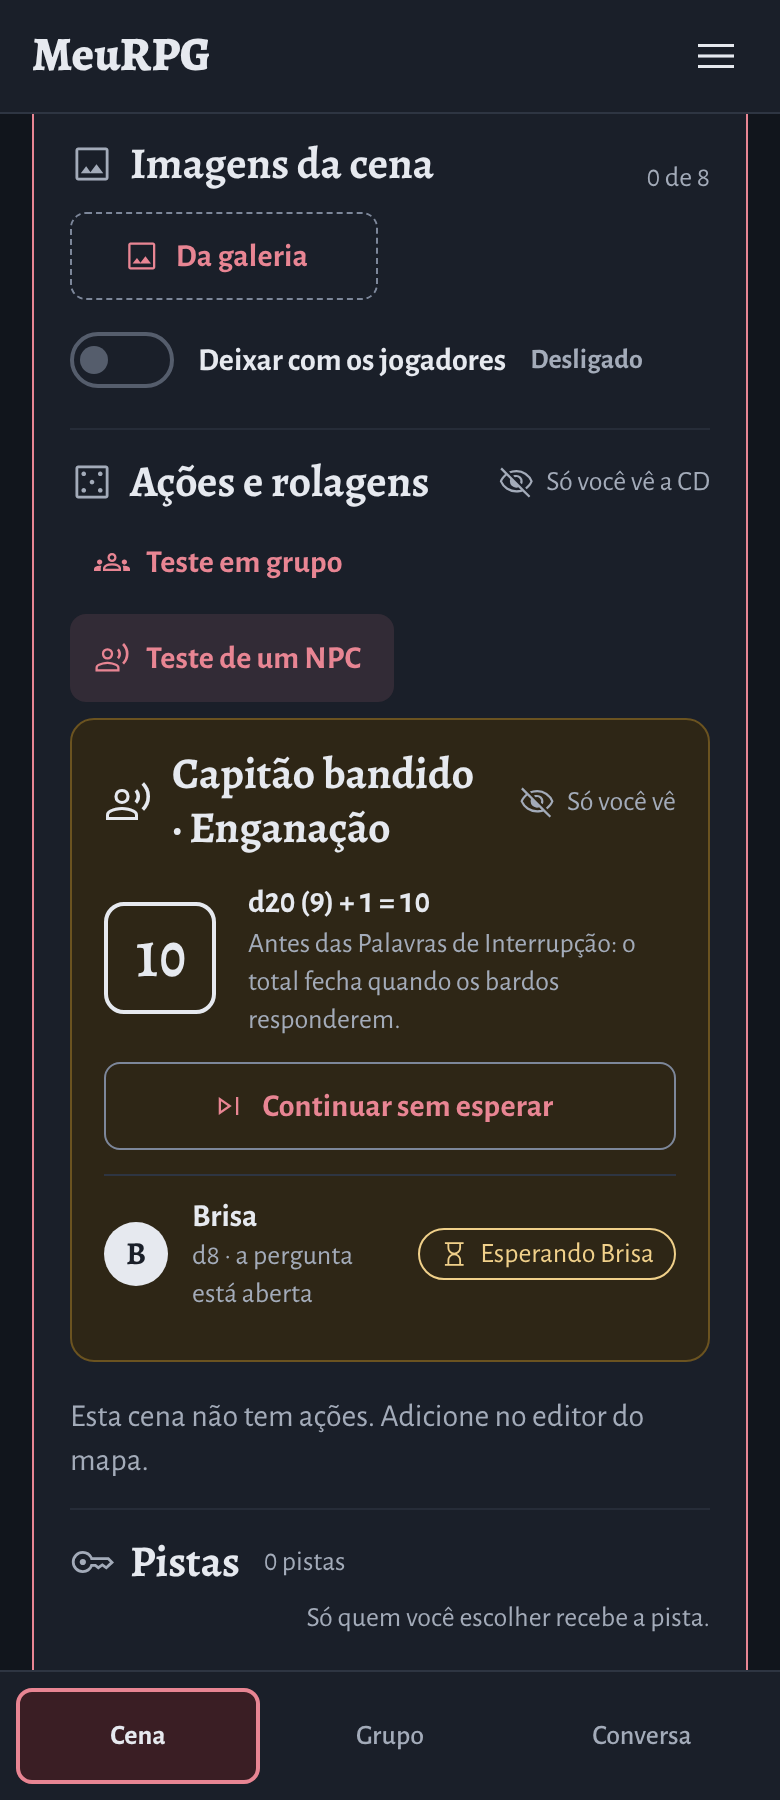 MeuRPG
Imagens da cena
0 de 8
Da galeria
Deixar com os jogadores
Desligado
Ações e rolagens
Só você vê a CD
Teste em grupo
Teste de um NPC
Capitão bandido
· Enganação
Só você vê
10
d20 (9) + 1 = 10
Antes das Palavras de Interrupção: o
total fecha quando os bardos
responderem.
Continuar sem esperar
B
Brisa
d8 · a pergunta
está aberta
Esperando Brisa
Esta cena não tem ações. Adicione no editor do
mapa.
Pistas
0 pistas
Só quem você escolher recebe a pista.
Cena
Grupo
Conversa